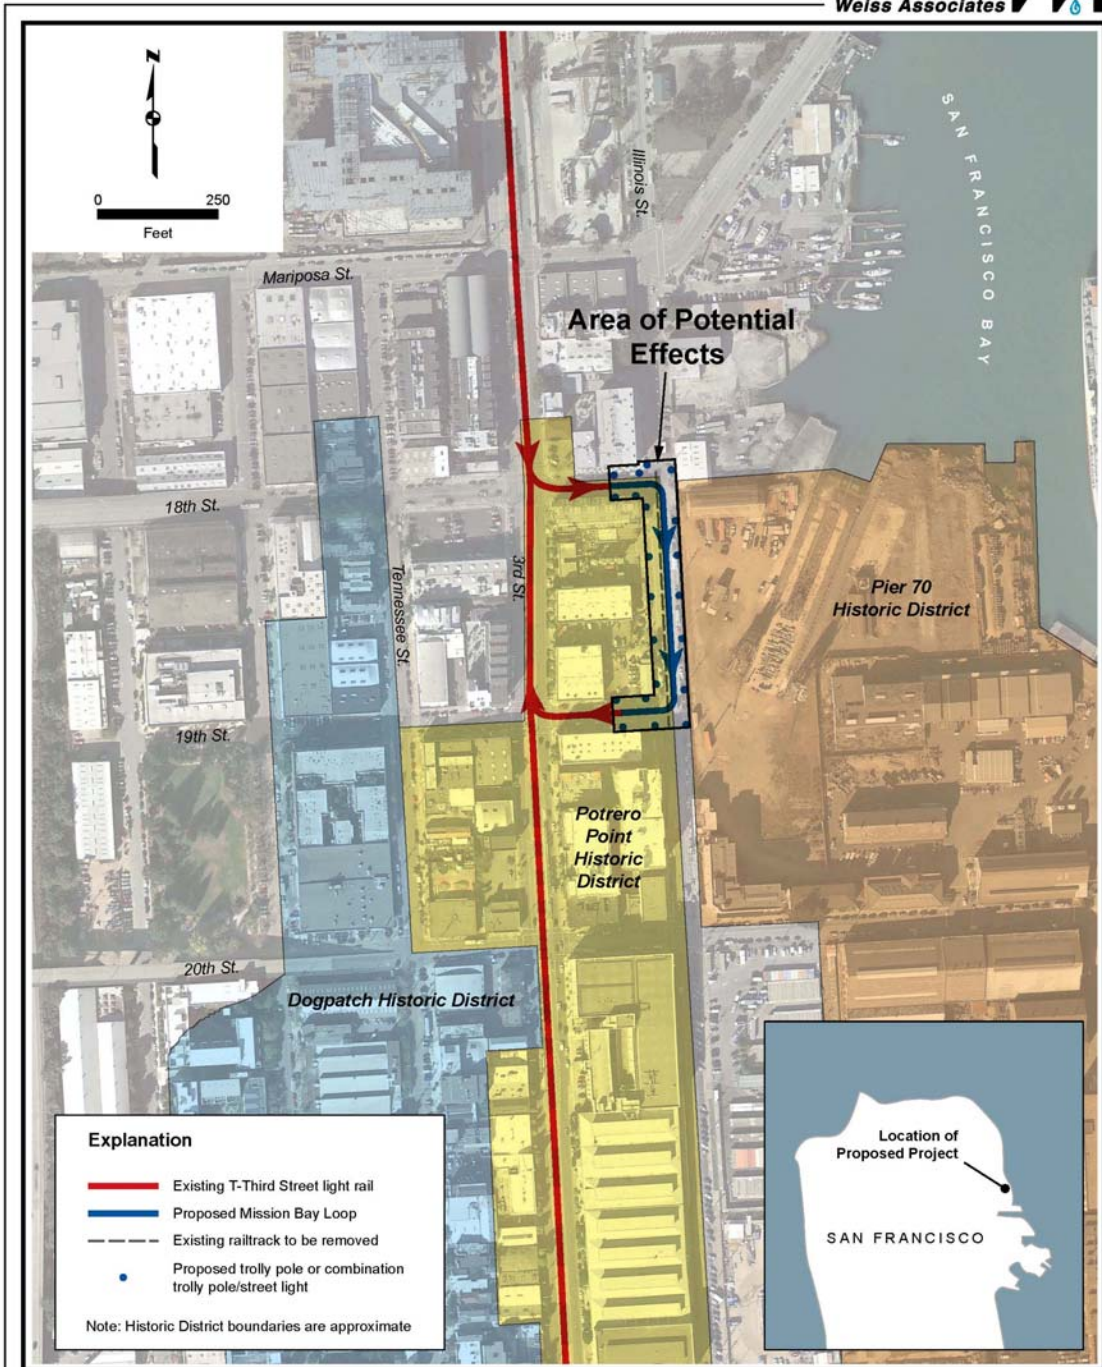 Weiss Associates
N
0
250
Feet
Illinois St.
SAN FRANCISCO BAY
Mariposa St.
Area of Potential
Effects
18th St.
3rd St.
Tennessee St.
Pier 70
Historic District
19th St.
Potrero
Point
Historic
District
20th St.
Dogpatch Historic District
Explanation
Existing T-Third Street light rail
Proposed Mission Bay Loop
Existing railtrack to be removed
Proposed trolly pole or combination
trolly pole/street light
Note: Historic District boundaries are approximate
Location of
Proposed Project
SAN FRANCISCO